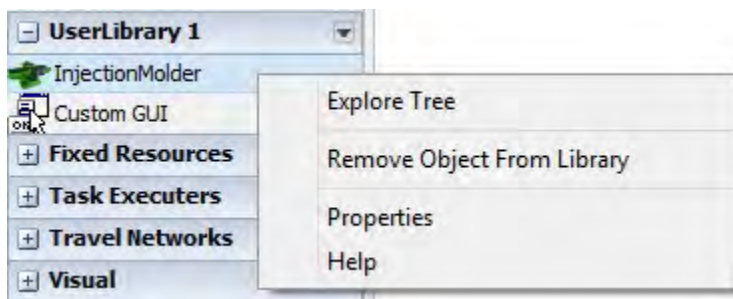 UserLibrary 1
InjectionMolder
Custom GUI
Fixed Resources
Task Executers
Travel Networks
Visual
Explore Tree
Remove Object From Library
Properties
Help